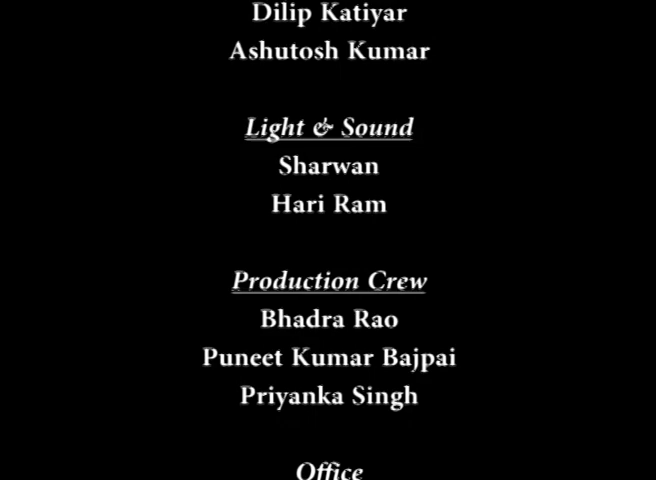 Dilip Katiyar
Ashutosh Kumar
Light & Sound
Sharwan
Hari Ram
Production Crew
Bhadra Rao
Puneet Kumar Bajpai
Priyanka Singh
Office